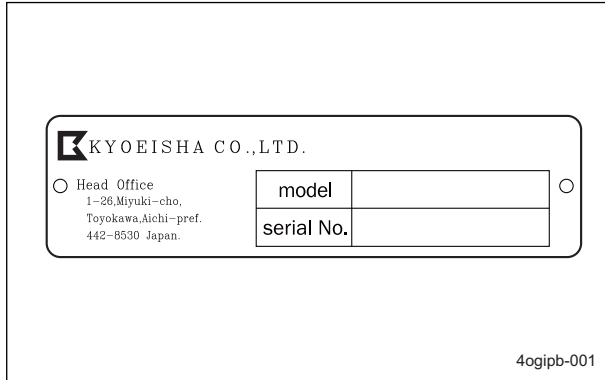 KYOEISHA CO.,LTD.
Head Office
1-26,Miyuki-cho,
Toyokawa,Aichi-pref.
442-8530 Japan.
model
serial No.
4ogipb-001